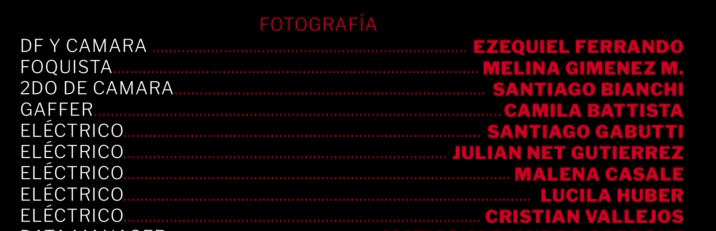 FOTOGRAFÍA
DF Y CAMARA EZEQUIEL FERRANDO
FOQUISTA MELINA GIMENEZ M.
2DO DE CAMARA SANTIAGO BIANCHI
GAFFER CAMILA BATTISTA
ELÉCTRICO SANTIAGO GABUTTI
ELÉCTRICO JULIAN NET GUTIERREZ
ELÉCTRICO MALENA CASALE
ELÉCTRICO LUCILA HUBER
ELÉCTRICO CRISTIAN VALLEJOS